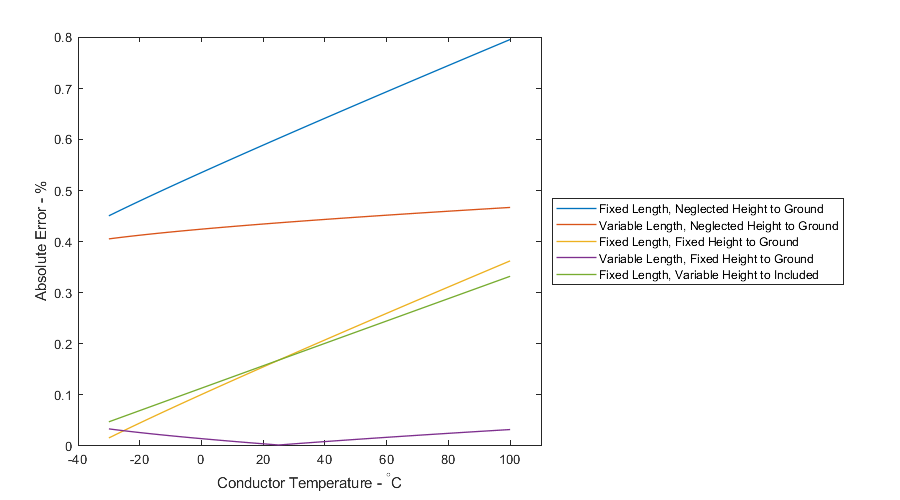 0.8
0.7
0.6
0.5
0.4
0.3
0.2
0.1
0
Absolute Error - %
-40 -20 0 20 40 60 80 100
Conductor Temperature - °C
Fixed Length, Neglected Height to Ground
Variable Length, Neglected Height to Ground
Fixed Length, Fixed Height to Ground
Variable Length, Fixed Height to Ground
Fixed Length, Variable Height to Included